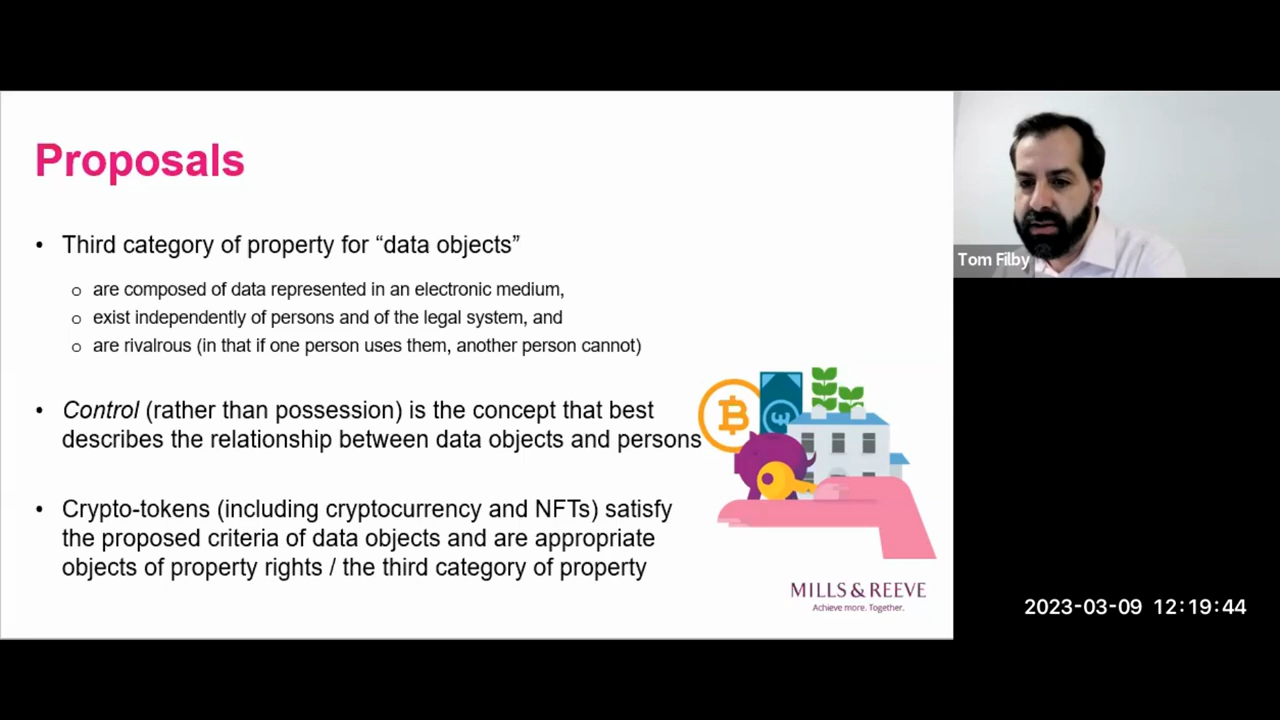 Proposals
• Third category of property for “data objects”
o are composed of data represented in an electronic medium,
o exist independently of persons and of the legal system, and
o are rivalrous (in that if one person uses them, another person cannot)
• Control (rather than possession) is the concept that best
describes the relationship between data objects and persons
• Crypto-tokens (including cryptocurrency and NFTs) satisfy
the proposed criteria of data objects and are appropriate
objects of property rights / the third category of property
MILLS & REEVE
Achieve more. Together.
Tom Filby
2023-03-09 12:19:44